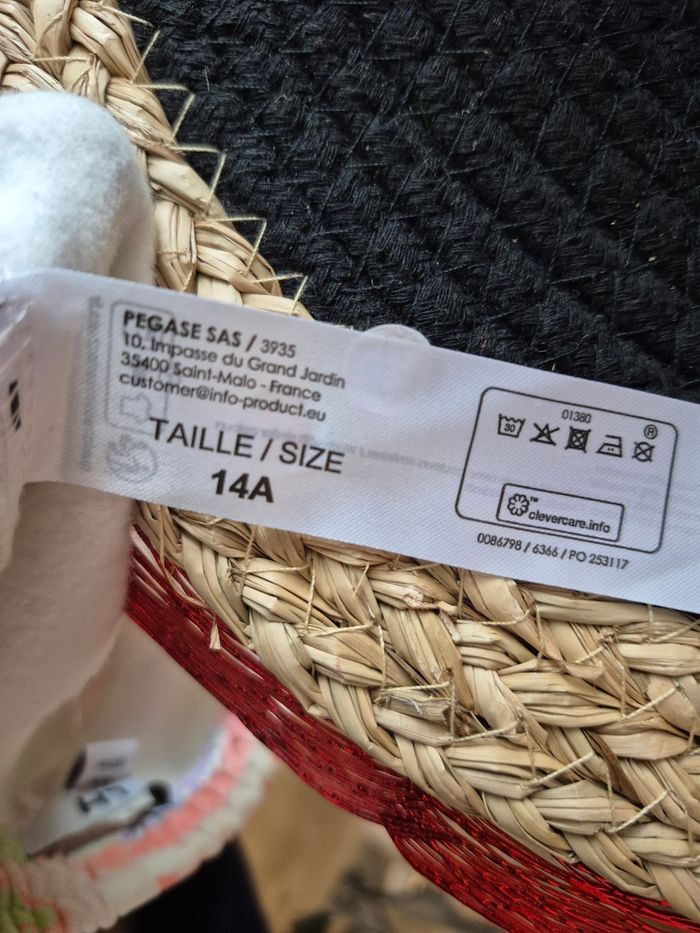 PEGASE SAS / 3935
10, Impasse du Grand Jardin
35400 Saint-Malo - France
customer@info-product.eu
TAILLE / SIZE
14A
01380
®
30
™
clevercare.info
0086798 / 6366 / PO 253117